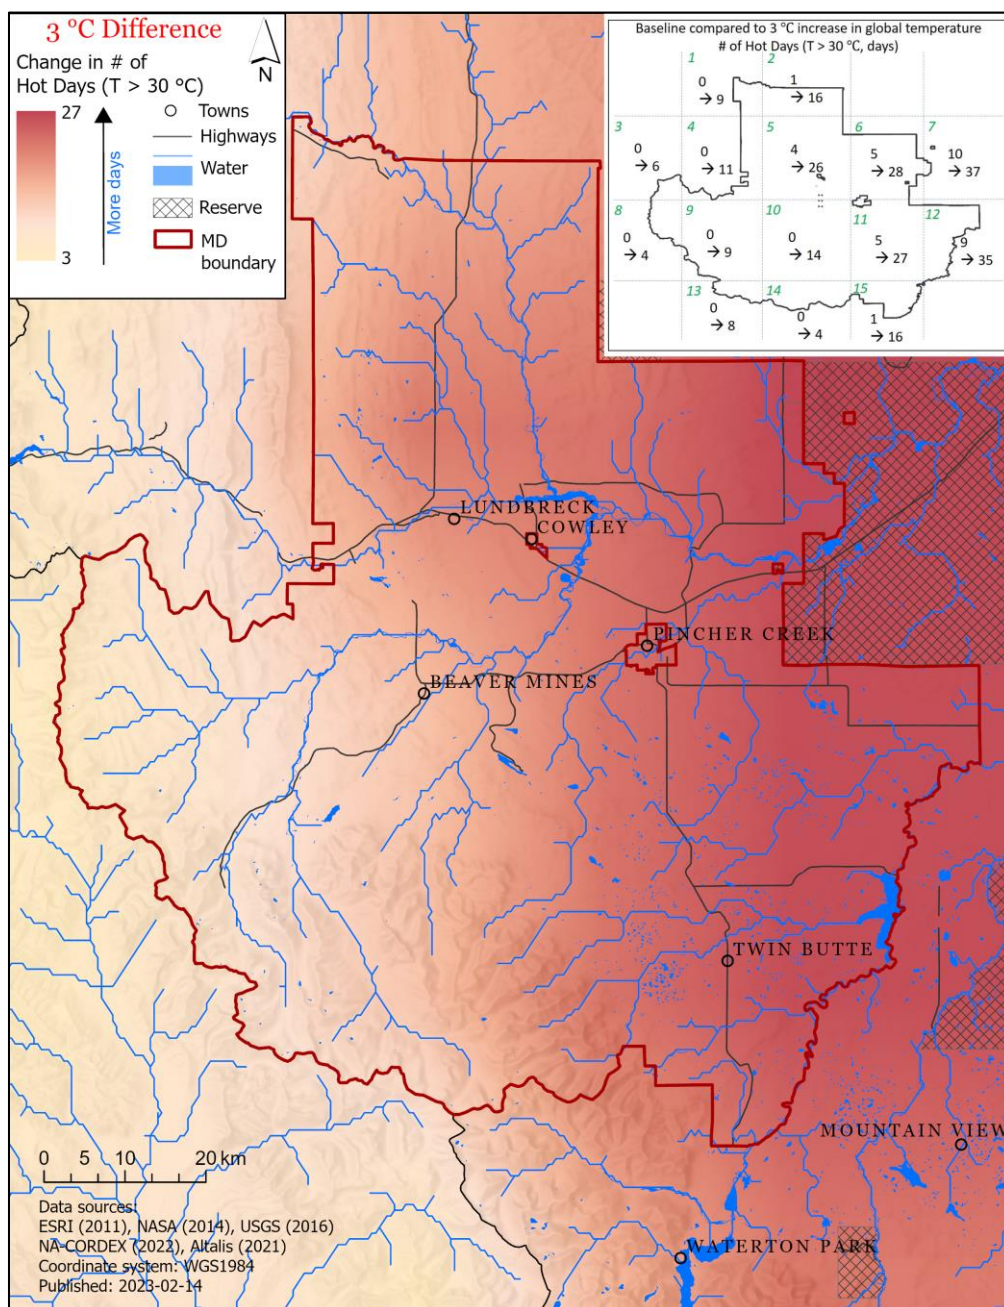 3 °C Difference
Change in # of
Hot Days (T > 30 °C)
N
27
More days
3
Towns
Highways
Water
Reserve
MD
boundary
Baseline compared to 3 °C increase in global temperature
# of Hot Days (T > 30 °C, days)
1
0
→ 9
2
1
→ 16
3
0
→ 6
4
0
→ 11
5
4
→ 26
6
5
→ 28
7
10
→ 37
8
0
→ 4
9
0
→ 9
10
0
→ 14
11
5
→ 27
12
9
→ 35
13
0
→ 8
14
0
→ 4
15
1
→ 16
LUNDBRECK
COWLEY
PINCHER CREEK
BEAVER MINES
TWIN BUTTE
MOUNTAIN VIEW
WATERTON PARK
0 5 10 20 km
Data sources:
ESRI (2011), NASA (2014), USGS (2016)
NA-CORDEX (2022), Altalis (2021)
Coordinate system: WGS1984
Published: 2023-02-14